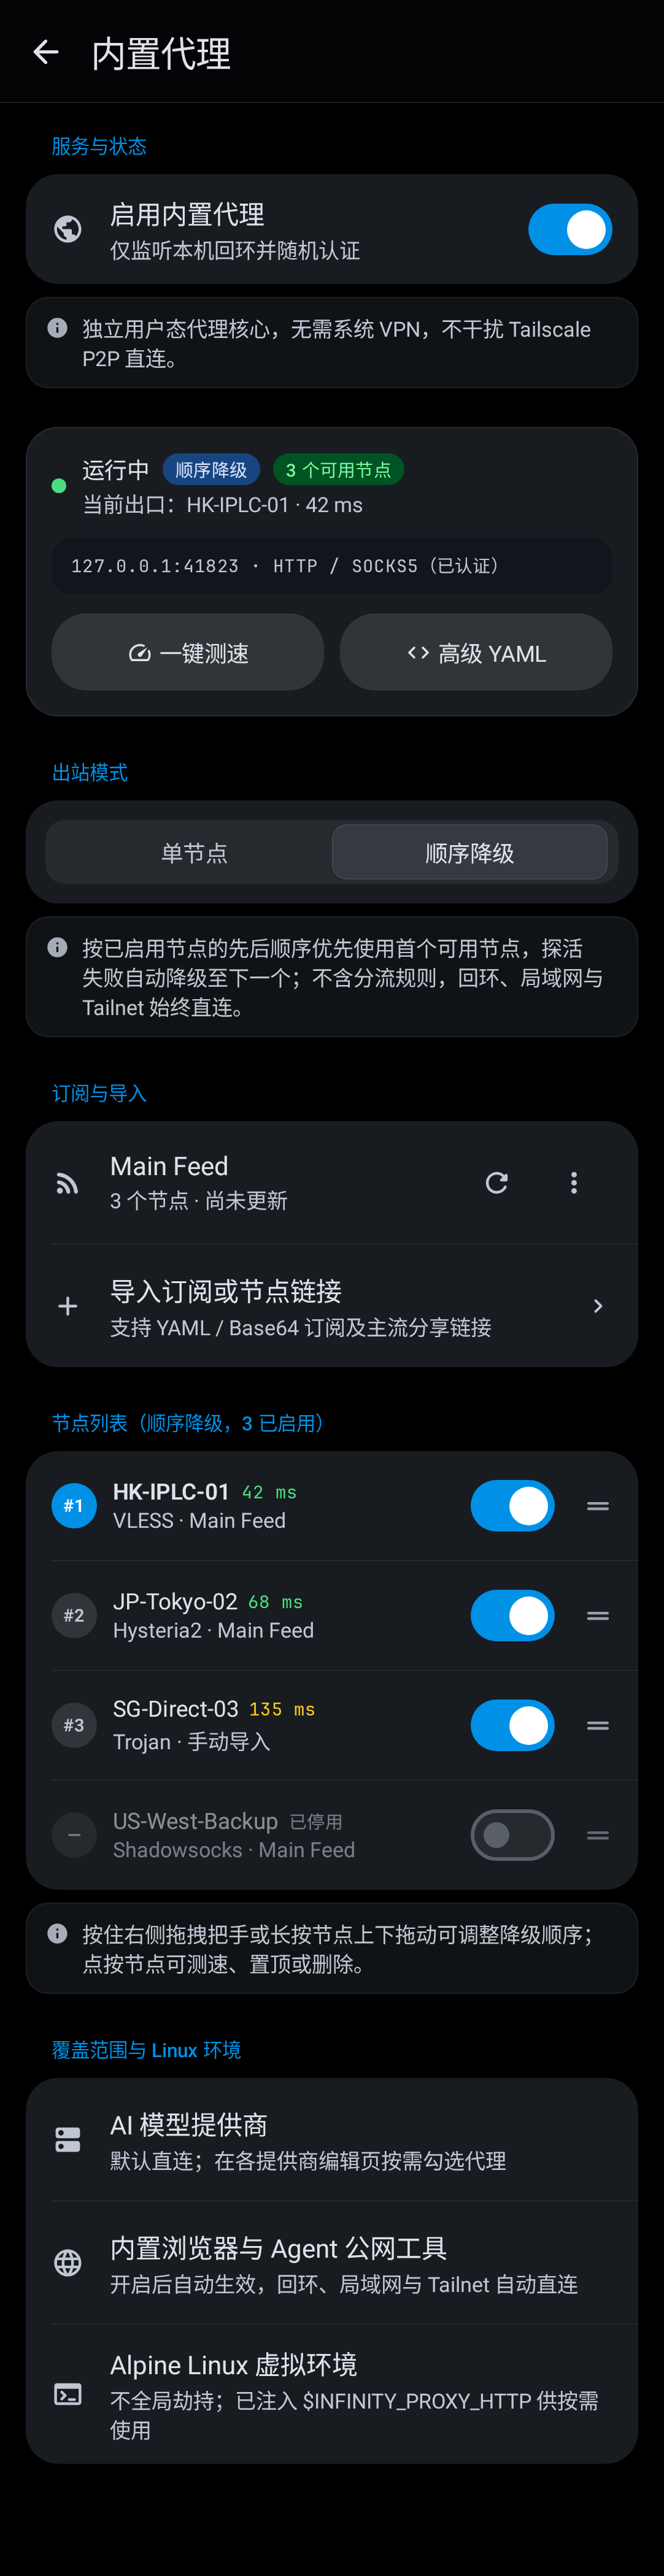 内置代理
服务与状态
启用内置代理
仅监听本机回环并随机认证
独立用户态代理核心，无需系统 VPN，不干扰 Tailscale
P2P 直连。
运行中 顺序降级 3 个可用节点
当前出口：HK-IPLC-01 · 42 ms
127.0.0.1:41823 · HTTP / SOCKS5（已认证）
一键测速 高级 YAML
出站模式
单节点 顺序降级
按已启用节点的先后顺序优先使用首个可用节点，探活
失败自动降级至下一个；不含分流规则，回环、局域网与
Tailnet 始终直连。
订阅与导入
Main Feed
3 个节点 · 尚未更新
导入订阅或节点链接
支持 YAML / Base64 订阅及主流分享链接
节点列表（顺序降级，3 已启用）
#1 HK-IPLC-01 42 ms
VLESS · Main Feed
#2 JP-Tokyo-02 68 ms
Hysteria2 · Main Feed
#3 SG-Direct-03 135 ms
Trojan · 手动导入
– US-West-Backup 已停用
Shadowsocks · Main Feed
按住右侧拖拽把手或长按节点上下拖动可调整降级顺序；
点按节点可测速、置顶或删除。
覆盖范围与 Linux 环境
AI 模型提供商
默认直连；在各提供商编辑页按需勾选代理
内置浏览器与 Agent 公网工具
开启后自动生效，回环、局域网与 Tailnet 自动直连
Alpine Linux 虚拟环境
不全局劫持；已注入 $INFINITY_PROXY_HTTP 供按需
使用